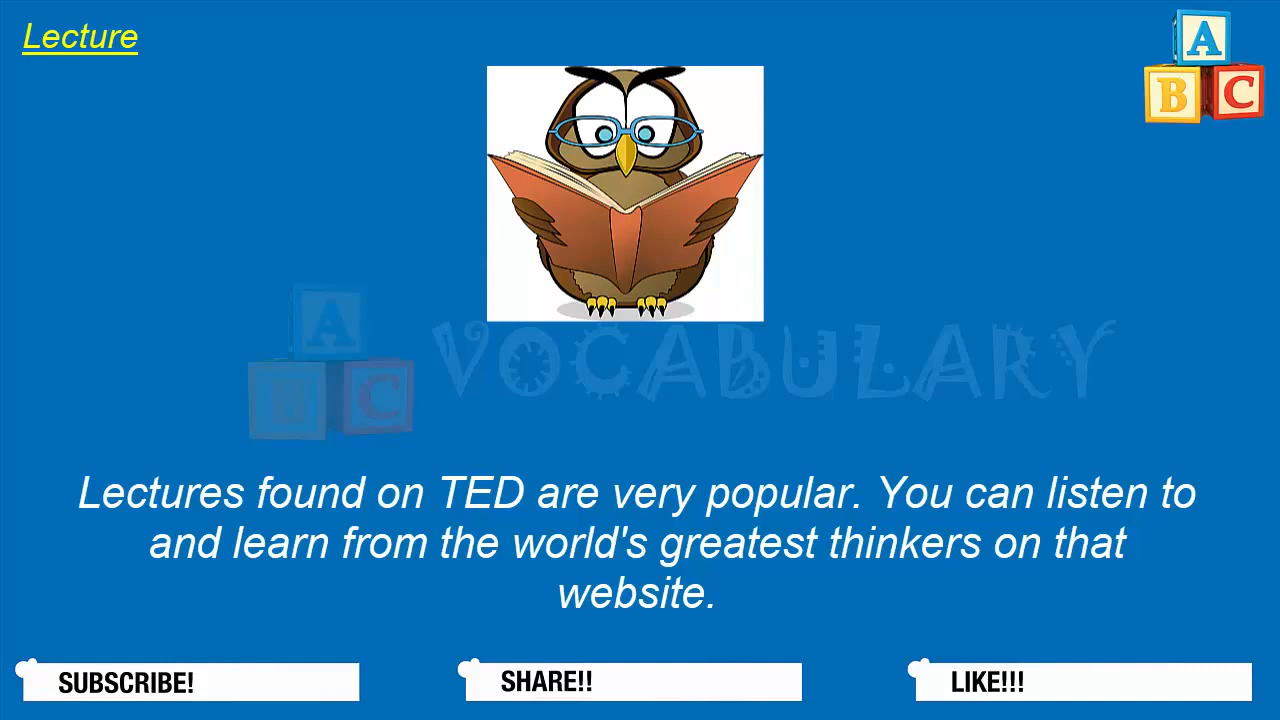 Lecture
A
B C
A
B C
VOCABULARY
Lectures found on TED are very popular. You can listen to
and learn from the world's greatest thinkers on that
website.
SUBSCRIBE!
SHARE!!
LIKE!!!